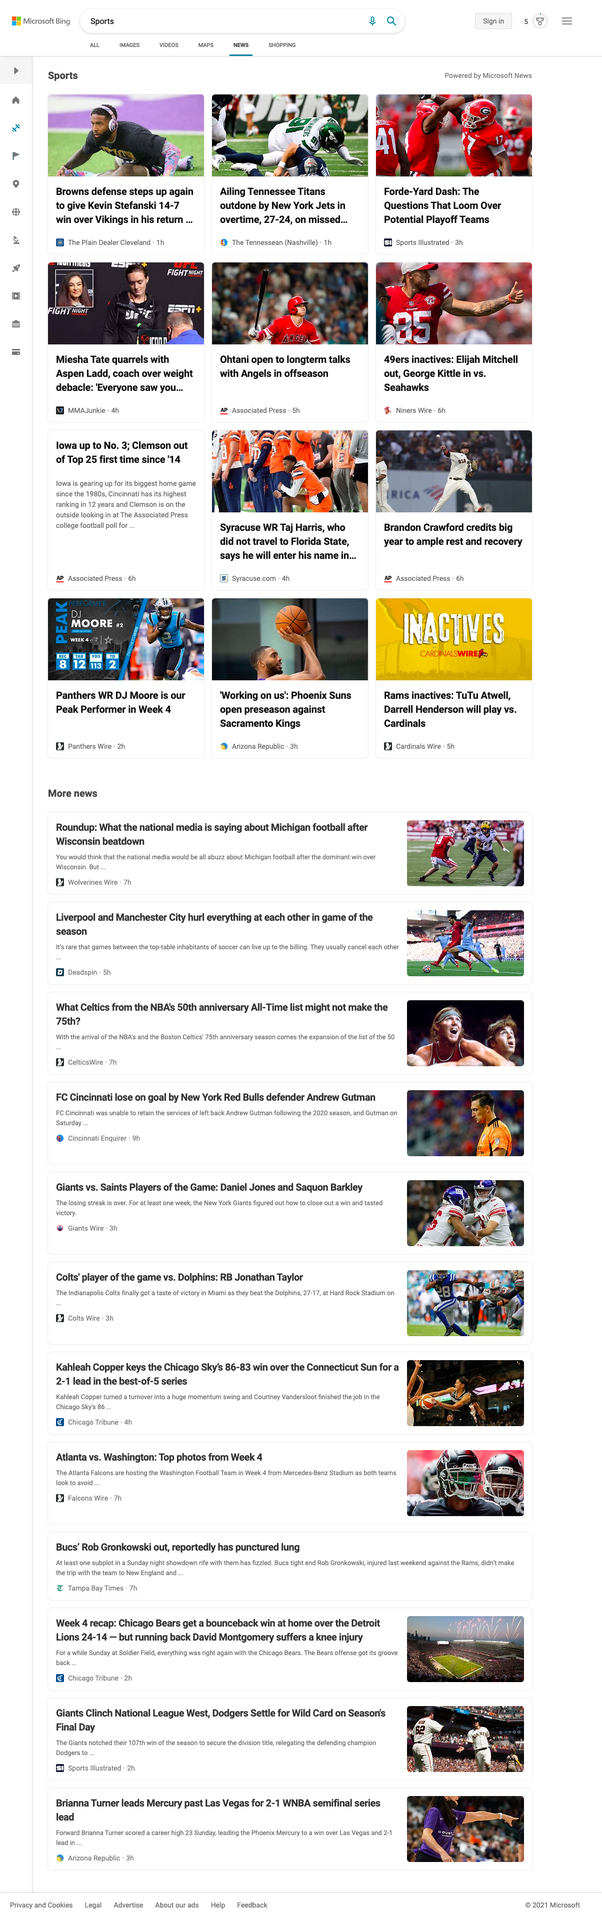 Microsoft Bing
Sports
Sign in
5
ALL IMAGES VIDEOS MAPS NEWS SHOPPING
Sports
Powered by Microsoft News
Browns defense steps up again
to give Kevin Stefanski 14-7
win over Vikings in his return ...
The Plain Dealer Cleveland · 1h
Ailing Tennessee Titans
outdone by New York Jets in
overtime, 27-24, on missed...
The Tennessean (Nashville) · 1h
41
17
29
Forde-Yard Dash: The
Questions That Loom Over
Potential Playoff Teams
SI
Sports Illustrated · 3h
ESPN+
FIGHT NIGHT
FIGHT NIGHT
ESPN+
Miesha Tate quarrels with
Aspen Ladd, coach over weight
debacle: 'Everyone saw you...
MMAJunkie · 4h
ANGELS
Ohtani open to longterm talks
with Angels in offseason
AP
Associated Press · 5h
85
49ers inactives: Elijah Mitchell
out, George Kittle in vs.
Seahawks
Niners Wire · 6h
Iowa up to No. 3; Clemson out
of Top 25 first time since '14
Iowa is gearing up for its biggest home game
since the 1980s, Cincinnati has its highest
ranking in 12 years and Clemson is on the
outside looking in at The Associated Press
college football poll for ...
AP
Associated Press · 6h
Syracuse WR Taj Harris, who
did not travel to Florida State,
says he will enter his name in...
Syracuse.com · 4h
RICA
Brandon Crawford credits big
year to ample rest and recovery
AP
Associated Press · 6h
PEAK
DJ
MOORE #2
WEEK 4
REC
8
TAR
12
YDS
113
TD
2
Panthers WR DJ Moore is our
Peak Performer in Week 4
Panthers Wire · 2h
'Working on us': Phoenix Suns
open preseason against
Sacramento Kings
Arizona Republic · 3h
INACTIVES
CARDINALSWIRE
Rams inactives: TuTu Atwell,
Darrell Henderson will play vs.
Cardinals
Cardinals Wire · 5h
More news
Roundup: What the national media is saying about Michigan football after
Wisconsin beatdown
You would think that the national media would be all abuzz about Michigan football after the dominant win over
Wisconsin. But ...
Wolverines Wire · 7h
Liverpool and Manchester City hurl everything at each other in game of the
season
It's rare that games between the top-table inhabitants of soccer can live up to the billing. They usually cancel each other
...
Deadspin · 5h
What Celtics from the NBA's 50th anniversary All-Time list might not make the
75th?
With the arrival of the NBA's and the Boston Celtics' 75th anniversary season comes the expansion of the list of the 50
...
CelticsWire · 7h
FC Cincinnati lose on goal by New York Red Bulls defender Andrew Gutman
FC Cincinnati was unable to retain the services of left back Andrew Gutman following the 2020 season, and Gutman on
Saturday ...
Cincinnati Enquirer · 9h
Giants vs. Saints Players of the Game: Daniel Jones and Saquon Barkley
The losing streak is over. For at least one week, the New York Giants figured out how to close out a win and tasted
victory.
Giants Wire · 3h
Colts' player of the game vs. Dolphins: RB Jonathan Taylor
The Indianapolis Colts finally got a taste of victory in Miami as they beat the Dolphins, 27-17, at Hard Rock Stadium on
...
Colts Wire · 3h
28
Kahleah Copper keys the Chicago Sky's 86-83 win over the Connecticut Sun for a
2-1 lead in the best-of-5 series
Kahleah Copper turned a turnover into a huge momentum swing and Courtney Vandersloot finished the job in the
Chicago Sky's 86 ...
Chicago Tribune · 4h
Atlanta vs. Washington: Top photos from Week 4
The Atlanta Falcons are hosting the Washington Football Team in Week 4 from Mercedes-Benz Stadium as both teams
look to avoid ...
Falcons Wire · 7h
Bucs' Rob Gronkowski out, reportedly has punctured lung
At least one subplot in a Sunday night showdown rife with them has fizzled. Bucs tight end Rob Gronkowski, injured last weekend against the Rams, didn't make
the trip with the team to New England and ...
Tampa Bay Times · 7h
Week 4 recap: Chicago Bears get a bounceback win at home over the Detroit
Lions 24-14 — but running back David Montgomery suffers a knee injury
For a while Sunday at Soldier Field, everything was right again with the Chicago Bears. The Bears offense got its groove
back ...
Chicago Tribune · 2h
Giants Clinch National League West, Dodgers Settle for Wild Card on Season's
Final Day
The Giants notched their 107th win of the season to secure the division title, relegating the defending champion
Dodgers to ...
SI
Sports Illustrated · 2h
Brianna Turner leads Mercury past Las Vegas for 2-1 WNBA semifinal series
lead
Forward Brianna Turner scored a career high 23 Sunday, leading the Phoenix Mercury to a win over Las Vegas and 2-1
lead in ...
Arizona Republic · 3h
Privacy and Cookies Legal Advertise About our ads Help Feedback
© 2021 Microsoft